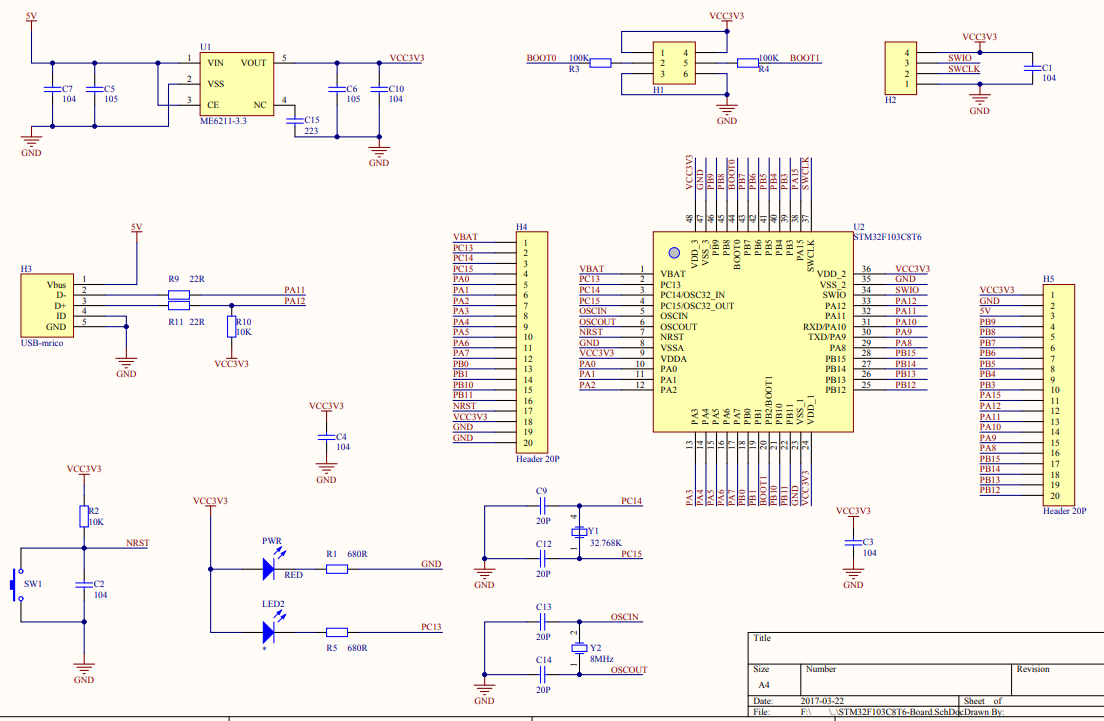 5V
U1
1 VIN VOUT 5 VCC3V3
2 VSS
3 CE NC 4
ME6211-3.3
C7 104
C5 105
C15 223
C6 105
C10 104
GND
GND
VCC3V3
BOOT0 100K R3
1 4
2 5
3 6
H1
100K R4 BOOT1
GND
VCC3V3
4
3 SWIO
2 SWCLK
1
H2
C1 104
GND
5V
H3
Vbus 1
D- 2
D+ 3
ID 4
GND 5
USB-mrico
R9 22R PA11
R11 22R PA12
R10 10K
VCC3V3
GND
H4
VBAT 1
PC13 2
PC14 3
PC15 4
PA0 5
PA1 6
PA2 7
PA3 8
PA4 9
PA5 10
PA6 11
PA7 12
PB0 13
PB1 14
PB10 15
PB11 16
NRST 17
VCC3V3 18
GND 19
GND 20
Header 20P
U2
STM32F103C8T6
VCC3V3 48 VDD_3
GND 47 VSS_3
PB9 46 PB9
PB8 45 PB8
BOOT0 44 BOOT0
PB7 43 PB7
PB6 42 PB6
PB5 41 PB5
PB4 40 PB4
PB3 39 PB3
PA15 38 PA15
SWCLK 37 SWCLK
VBAT 1 VBAT
PC13 2 PC13
PC14 3 PC14/OSC32_IN
PC15 4 PC15/OSC32_OUT
OSCIN 5 OSCIN
OSCOUT 6 OSCOUT
NRST 7 NRST
GND 8 VSSA
VCC3V3 9 VDDA
PA0 10 PA0
PA1 11 PA1
PA2 12 PA2
VDD_2 36 VCC3V3
VSS_2 35 GND
SWIO 34 SWIO
PA12 33 PA12
PA11 32 PA11
RXD/PA10 31 PA10
TXD/PA9 30 PA9
PA8 29 PA8
PB15 28 PB15
PB14 27 PB14
PB13 26 PB13
PB12 25 PB12
PA3 13 PA3
PA4 14 PA4
PA5 15 PA5
PA6 16 PA6
PA7 17 PA7
PB0 18 PB0
PB1 19 PB1
PB2/BOOT1 20 BOOT1
PB10 21 PB10
PB11 22 PB11
VSS_1 23 GND
VDD_1 24 VCC3V3
H5
VCC3V3 1
GND 2
5V 3
PB9 4
PB8 5
PB7 6
PB6 7
PB5 8
PB4 9
PB3 10
PA15 11
PA12 12
PA11 13
PA10 14
PA9 15
PA8 16
PB15 17
PB14 18
PB13 19
PB12 20
Header 20P
VCC3V3
C4
104
GND
VCC3V3
R2
10K
NRST
SW1
C2
104
GND
VCC3V3
PWR
RED
R1 680R GND
LED2
*
R5 680R PC13
C9
20P
PC14
4
Y1
32.768K
1
C12
20P
PC15
GND
C13
20P
OSCIN
2
Y2
8MHz
1
C14
20P
OSCOUT
GND
VCC3V3
C3
104
GND
Title
Size Number Revision
A4
Date: 2017-03-22 Sheet of
File: F:\ \..\STM32F103C8T6-Board.SchDoc Drawn By: